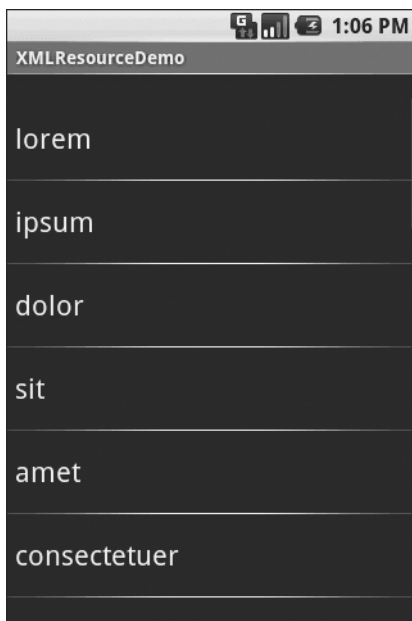 G 1:06 PM
XMLResourceDemo
lorem
ipsum
dolor
sit
amet
consectetuer